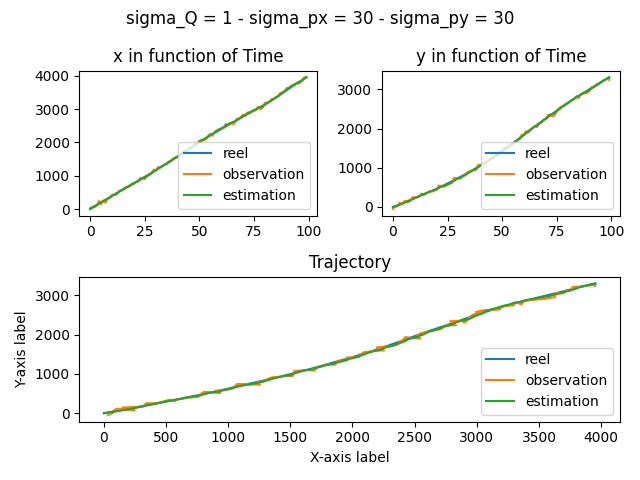 sigma_Q = 1 - sigma_px = 30 - sigma_py = 30
x in function of Time
4000
3000
2000
1000
0
reel
observation
estimation
0 25 50 75 100
y in function of Time
3000
2000
1000
0
reel
observation
estimation
0 25 50 75 100
Trajectory
Y-axis label
3000
2000
1000
0
reel
observation
estimation
0 500 1000 1500 2000 2500 3000 3500 4000
X-axis label